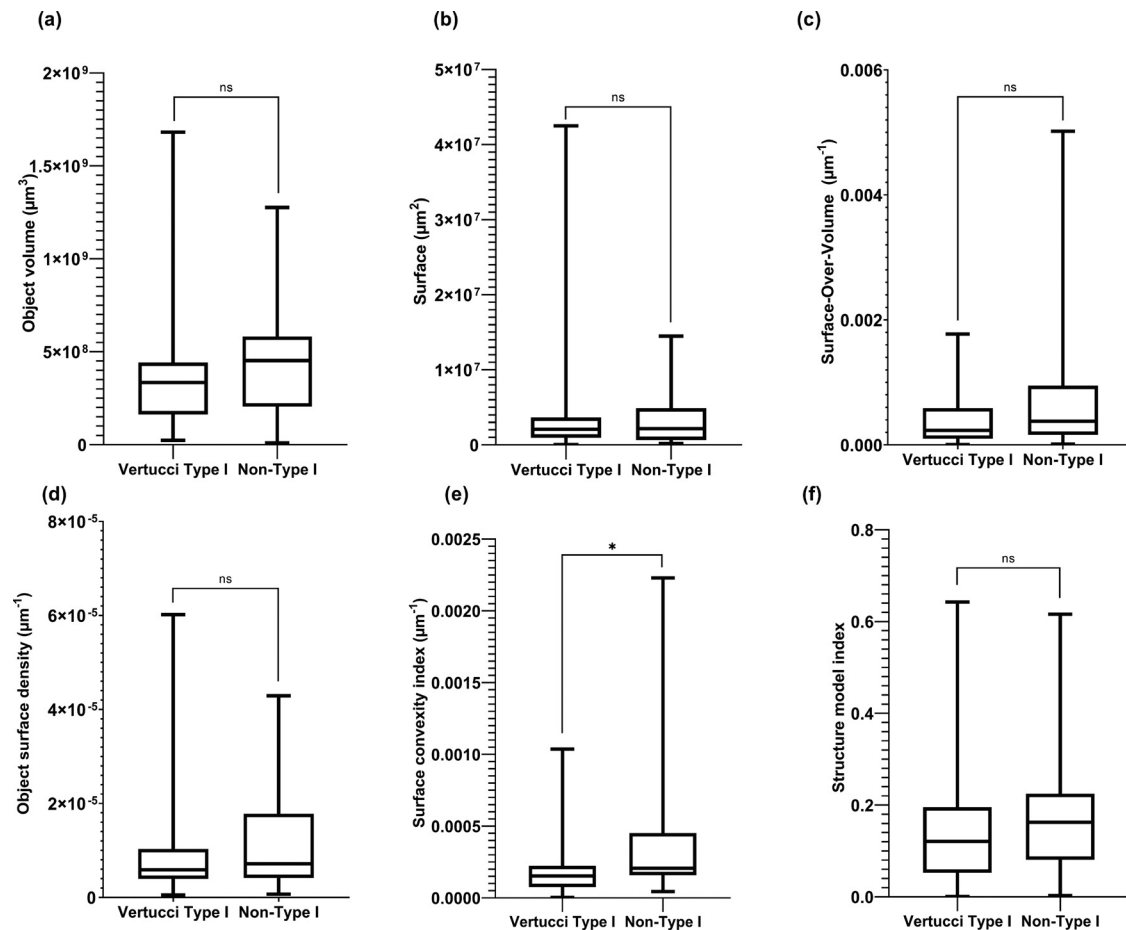 (a)
Object volume (µm³)
2×10⁹
1.5×10⁹
1×10⁹
5×10⁸
0
ns
Vertucci Type I Non-Type I
(b)
Surface (µm²)
5×10⁷
4×10⁷
3×10⁷
2×10⁷
1×10⁷
0
ns
Vertucci Type I Non-Type I
(c)
Surface-Over-Volume (µm⁻¹)
0.006
0.004
0.002
0.000
ns
Vertucci Type I Non-Type I
(d)
Object surface density (µm⁻¹)
8×10⁻⁵
6×10⁻⁵
4×10⁻⁵
2×10⁻⁵
0
ns
Vertucci Type I Non-Type I
(e)
Surface convexity index (µm⁻¹)
0.0025
0.0020
0.0015
0.0010
0.0005
0.0000
*
Vertucci Type I Non-Type I
(f)
Structure model index
0.8
0.6
0.4
0.2
0.0
ns
Vertucci Type I Non-Type I